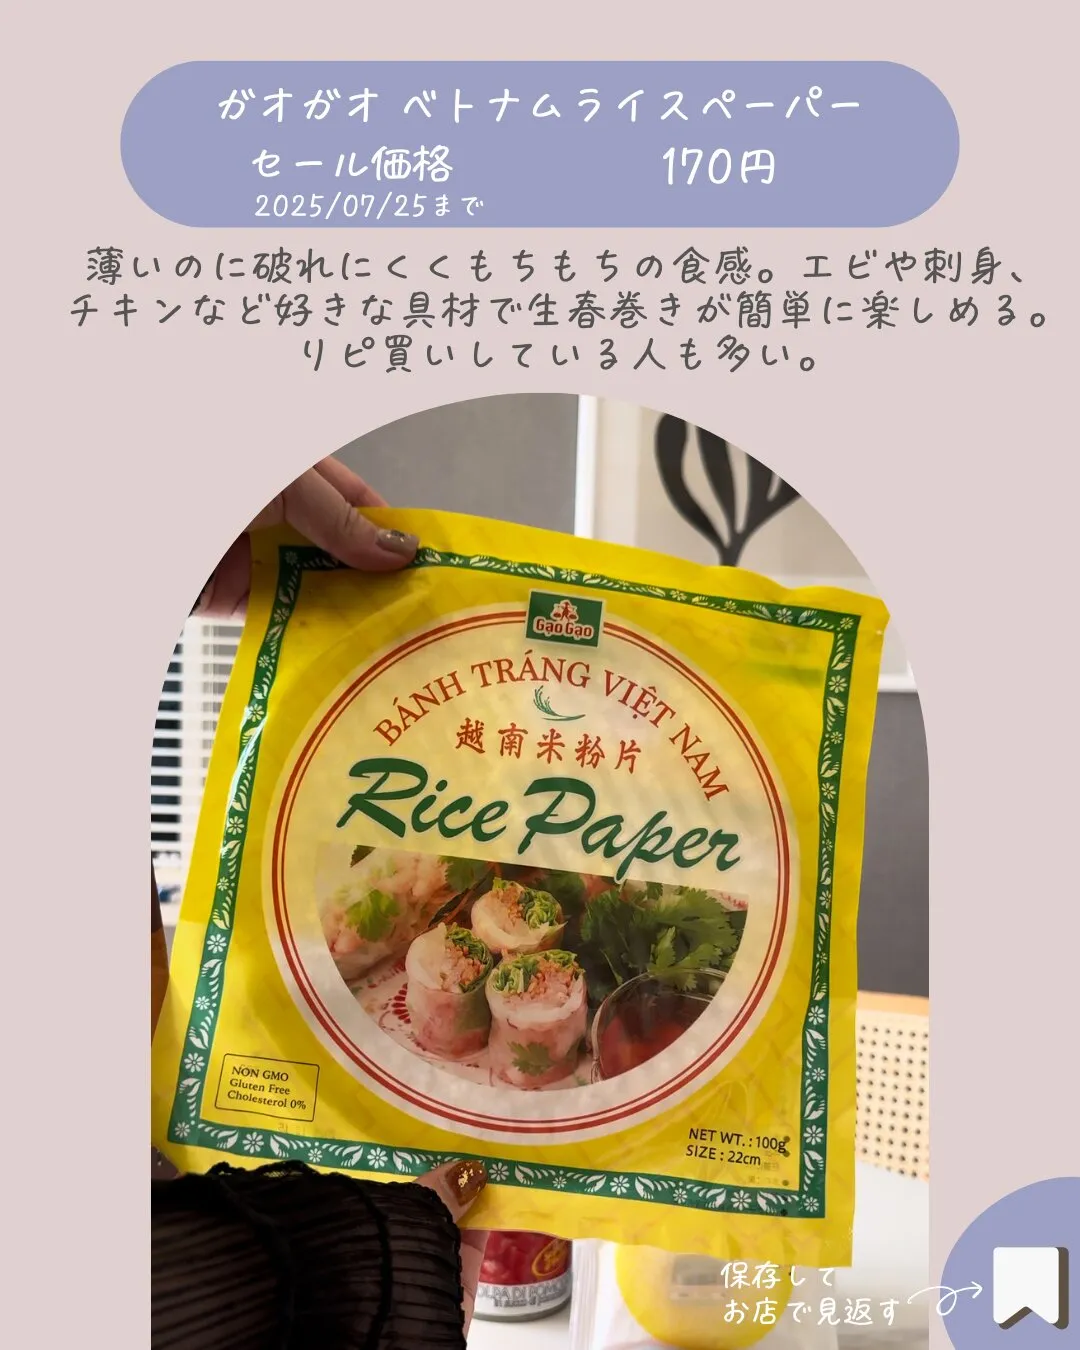 ガオガオ ベトナムライスペーパー
セール価格 170円
2025/07/25まで
薄いのに破れにくくもちもちの食感。エビや刺身、
チキンなど好きな具材で生春巻きが簡単に楽しめる。
リピ買いしている人も多い。
GạoGạo
BÁNH TRÁNG VIỆT NAM
越南米粉片
Rice Paper
NON GMO
Gluten Free
Cholesterol 0%
NET WT. : 100g
SIZE : 22cm
保存して
お店で見返す